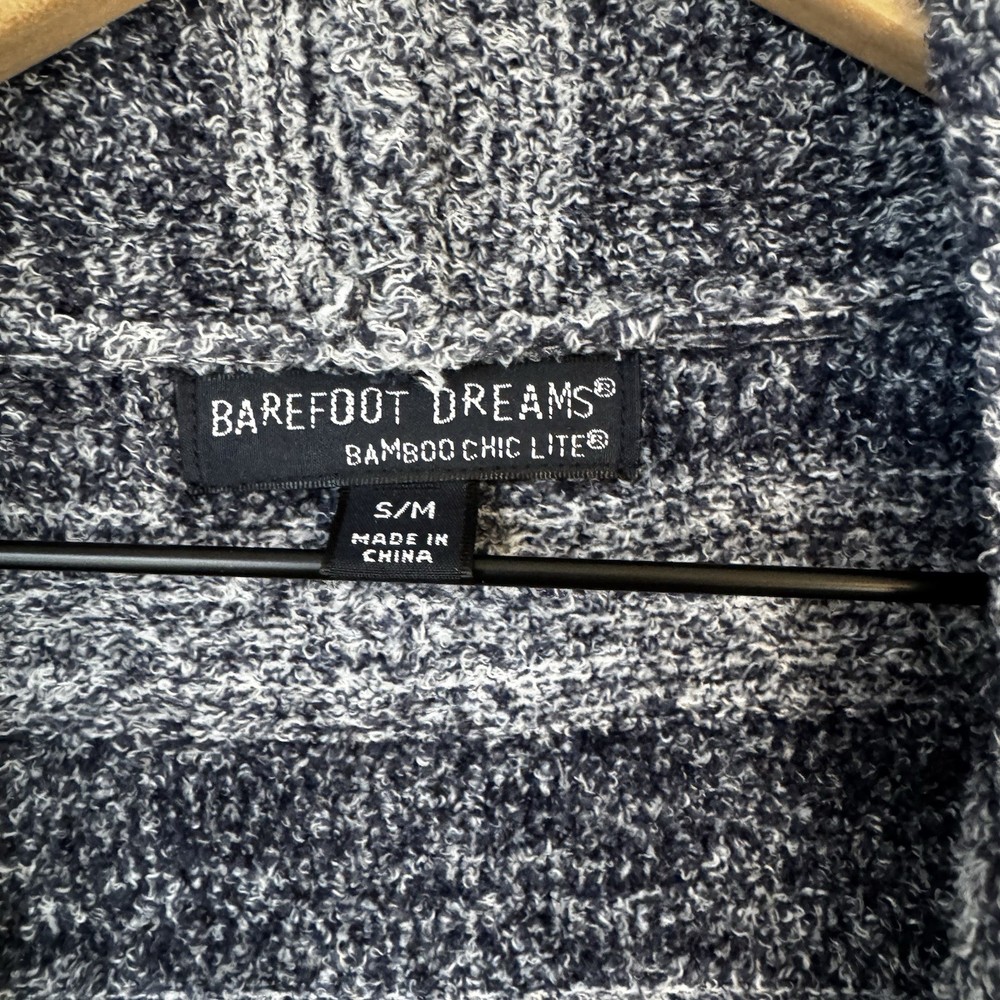 BAREFOOT DREAMS®
BAMBOO CHIC LITE®
S/M
MADE IN
CHINA